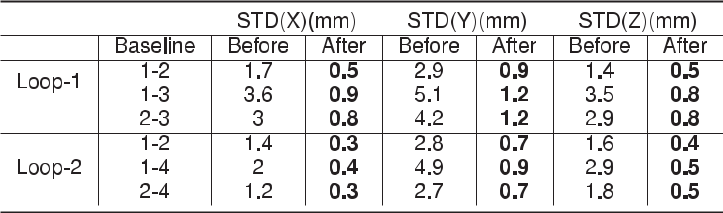 STD(X)(mm) STD(Y)(mm) STD(Z)(mm)
Baseline Before After Before After Before After
Loop-1 1-2 1.7 0.5 2.9 0.9 1.4 0.5
1-3 3.6 0.9 5.1 1.2 3.5 0.8
2-3 3 0.8 4.2 1.2 2.9 0.8
Loop-2 1-2 1.4 0.3 2.8 0.7 1.6 0.4
1-4 2 0.4 4.9 0.9 2.9 0.5
2-4 1.2 0.3 2.7 0.7 1.8 0.5